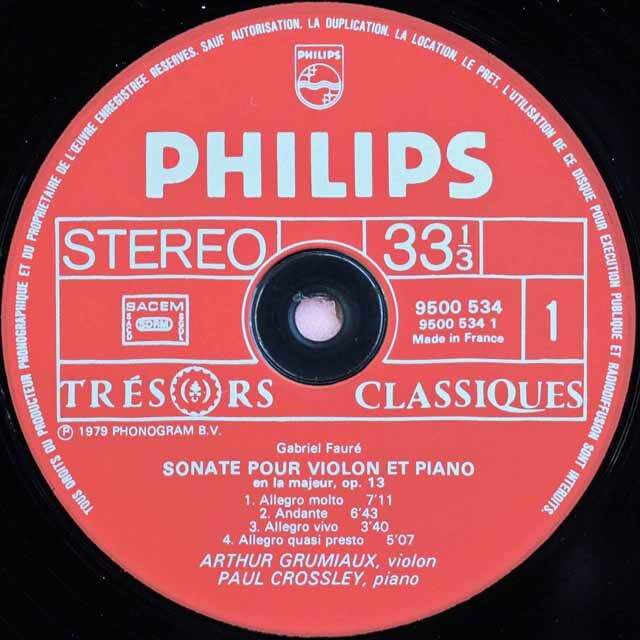 TOUS DROITS DU PRODUCTEUR PHONOGRAPHIQUE ET DU PROPRIETAIRE DE L'ŒUVRE ENREGISTREE RESERVES. SAUF AUTORISATION, LA DUPLICATION, LA LOCATION, LE PRET, L'UTILISATION DE CE DISQUE POUR EXECUTION PUBLIQUE ET RADIODIFFUSION SONT INTERDITS.
PHILIPS
PHILIPS
STEREO 33 1/3
SACEM
SDRM
SACD SGDL
9500 534
9500 534 1
Made in France
1
TRÉSORS CLASSIQUES
Ⓟ 1979 PHONOGRAM B.V.
Gabriel Fauré
SONATE POUR VIOLON ET PIANO
en la majeur, op. 13
1. Allegro molto 7'11
2. Andante 6'43
3. Allegro vivo 3'40
4. Allegro quasi presto 5'07
ARTHUR GRUMIAUX, violon
PAUL CROSSLEY, piano